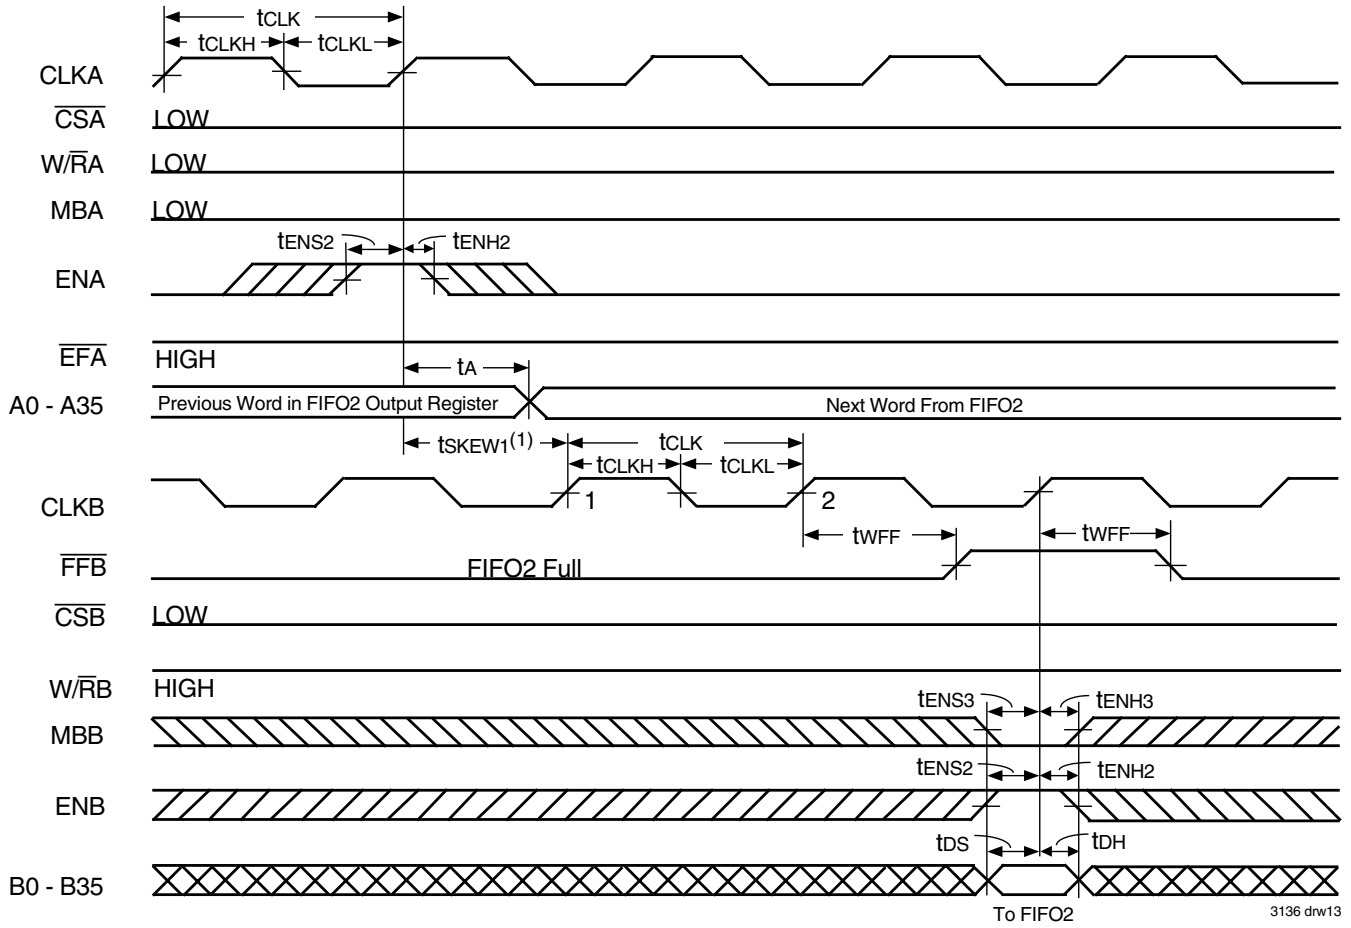 tCLK
tCLKH tCLKL
CLKA
CSA LOW
W/RA LOW
MBA LOW
tENS2 tENH2
ENA
EFA HIGH
tA
A0 - A35 Previous Word in FIFO2 Output Register Next Word From FIFO2
tSKEW1(1) tCLK
tCLKH tCLKL
CLKB 1 2
tWFF tWFF
FFB FIFO2 Full
CSB LOW
W/RB HIGH
tENS3 tENH3
MBB
tENS2 tENH2
ENB
tDS tDH
B0 - B35
To FIFO2
3136 drw13